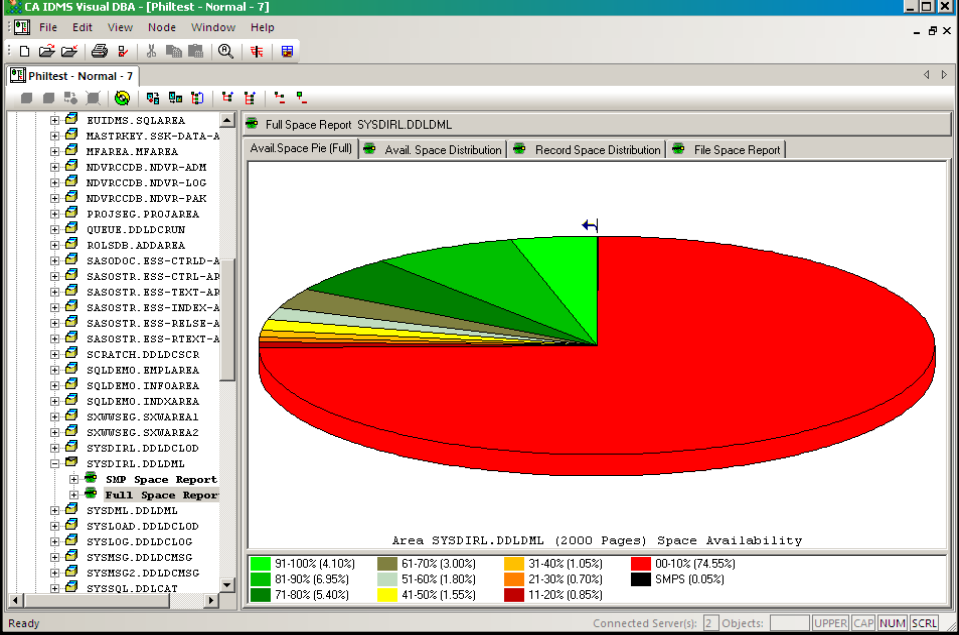 CA IDMS Visual DBA - [Philtest - Normal - 7]
File Edit View Node Window Help
Philtest - Normal - 7
EUIDMS.SQLAREA
MASTRKEY.SSK-DATA-A
MFAREA.MFAREA
NDVRCCDB.NDVR-ADM
NDVRCCDB.NDVR-LOG
NDVRCCDB.NDVR-PAK
PROJSEG.PROJAREA
QUEUE.DDLDCRUN
ROLSDB.ADDAREA
SASODOC.ESS-CTRLD-A
SASOSTR.ESS-CTRL-AR
SASOSTR.ESS-TEXT-AR
SASOSTR.ESS-INDEX-A
SASOSTR.ESS-RELSE-A
SASOSTR.ESS-RTEXT-A
SCRATCH.DDLDCSCR
SQLDEMO.EMPLAREA
SQLDEMO.INFOAREA
SQLDEMO.INDXAREA
SXWWSEG.SXWAREA1
SXWWSEG.SXWAREA2
SYSDIRL.DDLDCLOD
SYSDIRL.DDLDML
SMP Space Report
Full Space Repor
SYSDML.DDLDML
SYSLOAD.DDLDCLOD
SYSLOG.DDLDCLOG
SYSMSG.DDLDCMSG
SYSMSG2.DDLDCMSG
SYSSQL.DDLCAT
Full Space Report SYSDIRL.DDLDML
Avail.Space Pie (Full) Avail. Space Distribution Record Space Distribution File Space Report
Area SYSDIRL.DDLDML (2000 Pages) Space Availability
91-100% (4.10%) 61-70% (3.00%) 31-40% (1.05%) 00-10% (74.55%)
81-90% (6.95%) 51-60% (1.80%) 21-30% (0.70%) SMPS (0.05%)
71-80% (5.40%) 41-50% (1.55%) 11-20% (0.85%)
Ready Connected Server(s): 2 Objects: UPPER CAP NUM SCRL